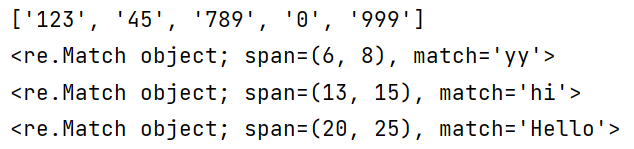 ['123', '45', '789', '0', '999']
<re.Match object; span=(6, 8), match='yy'>
<re.Match object; span=(13, 15), match='hi'>
<re.Match object; span=(20, 25), match='Hello'>